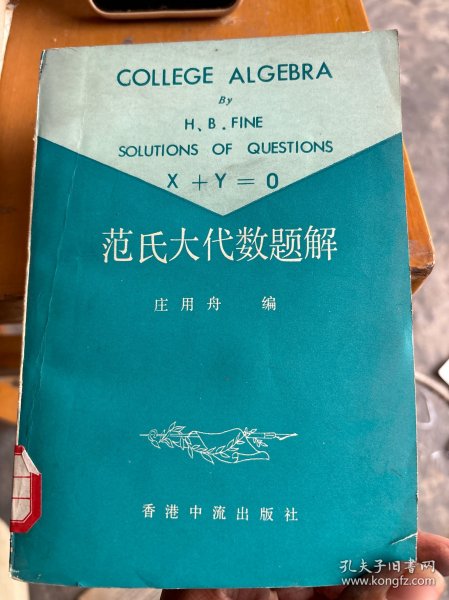 COLLEGE ALGEBRA
By
H. B. FINE
SOLUTIONS OF QUESTIONS
X + Y = 0
范氏大代数题解
庄用舟 编
香港中流出版社
孔夫子旧书网
www.kongfz.com